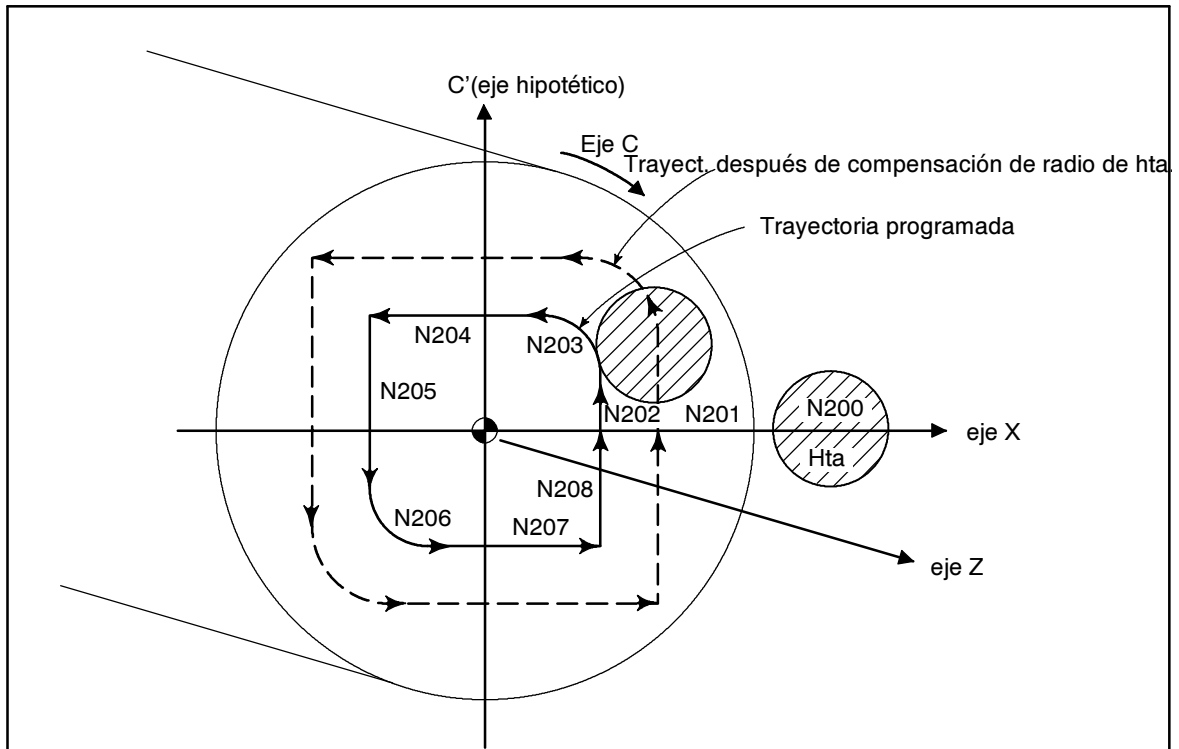 C'(eje hipotético)
Eje C
Trayect. después de compensación de radio de hta.
Trayectoria programada
N204
N203
N205
N202
N201
N200
eje X
Hta
N208
N206
N207
eje Z